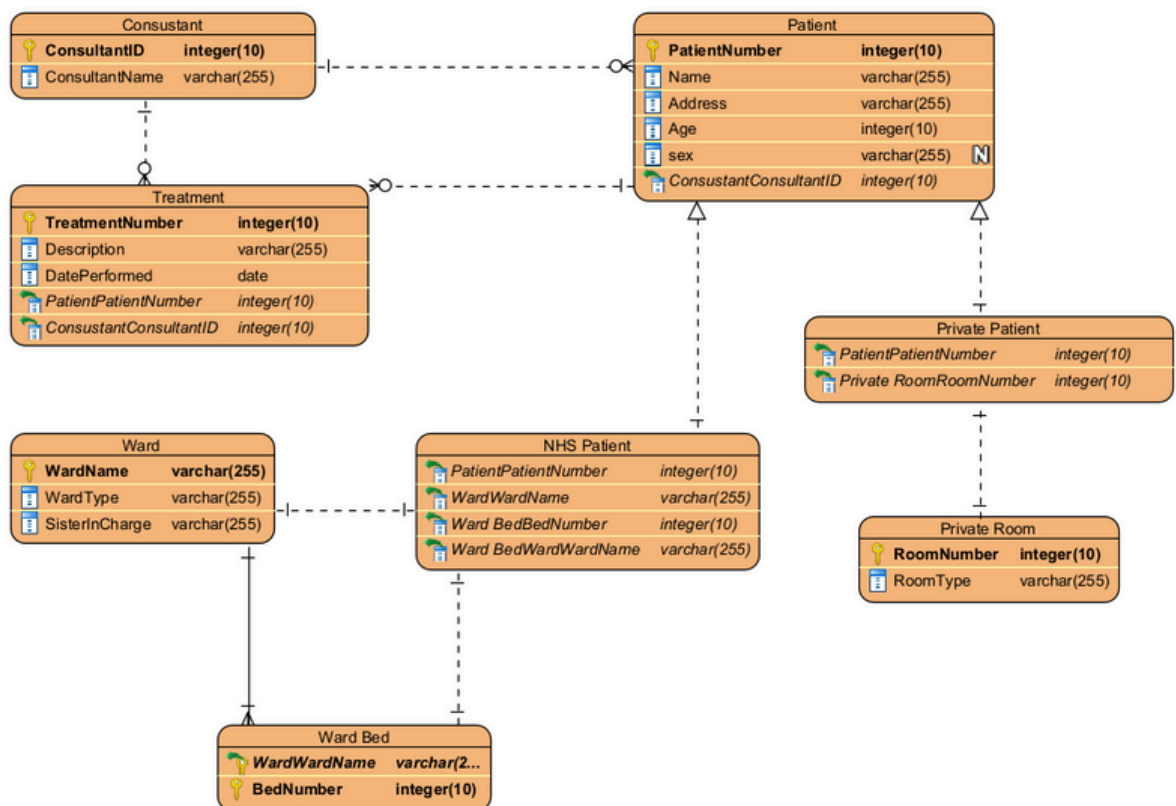 Consustant
ConsultantID integer(10)
ConsultantName varchar(255)
Patient
PatientNumber integer(10)
Name varchar(255)
Address varchar(255)
Age integer(10)
sex varchar(255) N
ConsustantConsultantID integer(10)
Treatment
TreatmentNumber integer(10)
Description varchar(255)
DatePerformed date
PatientPatientNumber integer(10)
ConsustantConsultantID integer(10)
Private Patient
PatientPatientNumber integer(10)
Private RoomRoomNumber integer(10)
Ward
WardName varchar(255)
WardType varchar(255)
SisterInCharge varchar(255)
NHS Patient
PatientPatientNumber integer(10)
WardWardName varchar(255)
Ward BedBedNumber integer(10)
Ward BedWardWardName varchar(255)
Private Room
RoomNumber integer(10)
RoomType varchar(255)
Ward Bed
WardWardName varchar(2...
BedNumber integer(10)